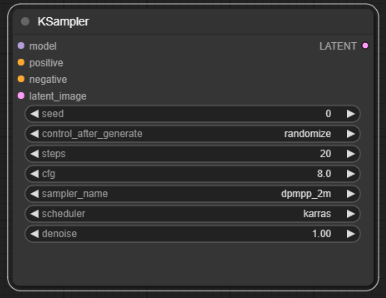 KSampler
model LATENT
positive
negative
latent_image
seed 0
control_after_generate randomize
steps 20
cfg 8.0
sampler_name dpmpp_2m
scheduler karras
denoise 1.00